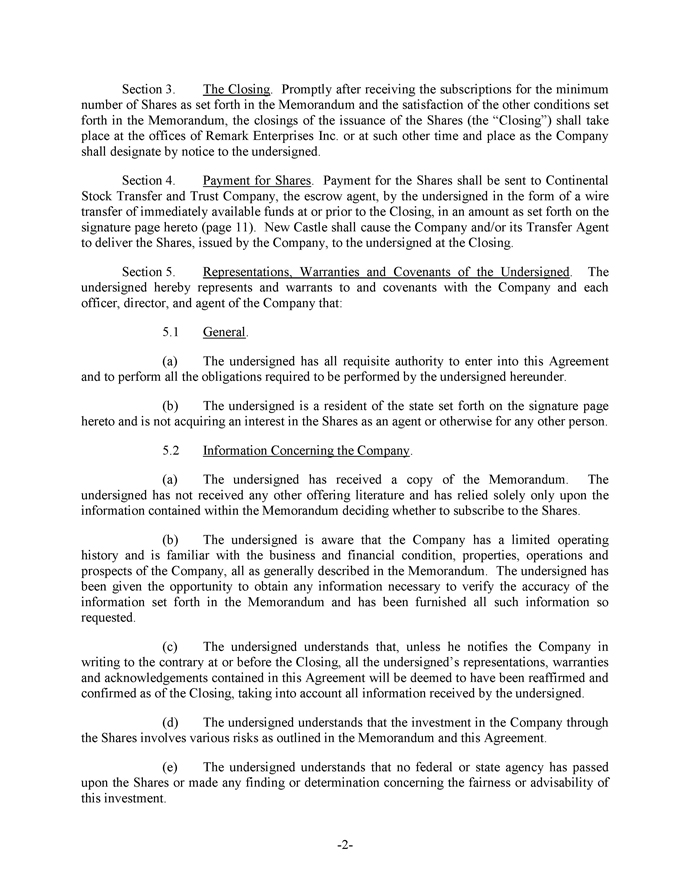 Section 3. The Closing. Promptly after receiving the subscriptions for the minimum
number of Shares as set forth in the Memorandum and the satisfaction of the other conditions set
forth in the Memorandum, the closings of the issuance of the Shares (the “Closing”) shall take
place at the offices of Remark Enterprises Inc. or at such other time and place as the Company
shall designate by notice to the undersigned.
Section 4. Payment for Shares. Payment for the Shares shall be sent to Continental
Stock Transfer and Trust Company, the escrow agent, by the undersigned in the form of a wire
transfer of immediately available funds at or prior to the Closing, in an amount as set forth on the
signature page hereto (page 11). New Castle shall cause the Company and/or its Transfer Agent
to deliver the Shares, issued by the Company, to the undersigned at the Closing.
Section 5. Representations, Warranties and Covenants of the Undersigned. The
undersigned hereby represents and warrants to and covenants with the Company and each
officer, director, and agent of the Company that:
5.1 General.
(a) The undersigned has all requisite authority to enter into this Agreement
and to perform all the obligations required to be performed by the undersigned hereunder.
(b) The undersigned is a resident of the state set forth on the signature page
hereto and is not acquiring an interest in the Shares as an agent or otherwise for any other person.
5.2 Information Concerning the Company.
(a) The undersigned has received a copy of the Memorandum. The
undersigned has not received any other offering literature and has relied solely only upon the
information contained within the Memorandum deciding whether to subscribe to the Shares.
(b) The undersigned is aware that the Company has a limited operating
history and is familiar with the business and financial condition, properties, operations and
prospects of the Company, all as generally described in the Memorandum. The undersigned has
been given the opportunity to obtain any information necessary to verify the accuracy of the
information set forth in the Memorandum and has been furnished all such information so
requested.
(c) The undersigned understands that, unless he notifies the Company in
writing to the contrary at or before the Closing, all the undersigned’s representations, warranties
and acknowledgements contained in this Agreement will be deemed to have been reaffirmed and
confirmed as of the Closing, taking into account all information received by the undersigned.
(d) The undersigned understands that the investment in the Company through
the Shares involves various risks as outlined in the Memorandum and this Agreement.
(e) The undersigned understands that no federal or state agency has passed
upon the Shares or made any finding or determination concerning the fairness or advisability of
this investment.
-2-